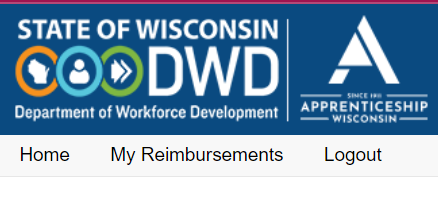 STATE OF WISCONSIN
DWD
Department of Workforce Development
A
SINCE 1911
APPRENTICESHIP
WISCONSIN
Home My Reimbursements Logout